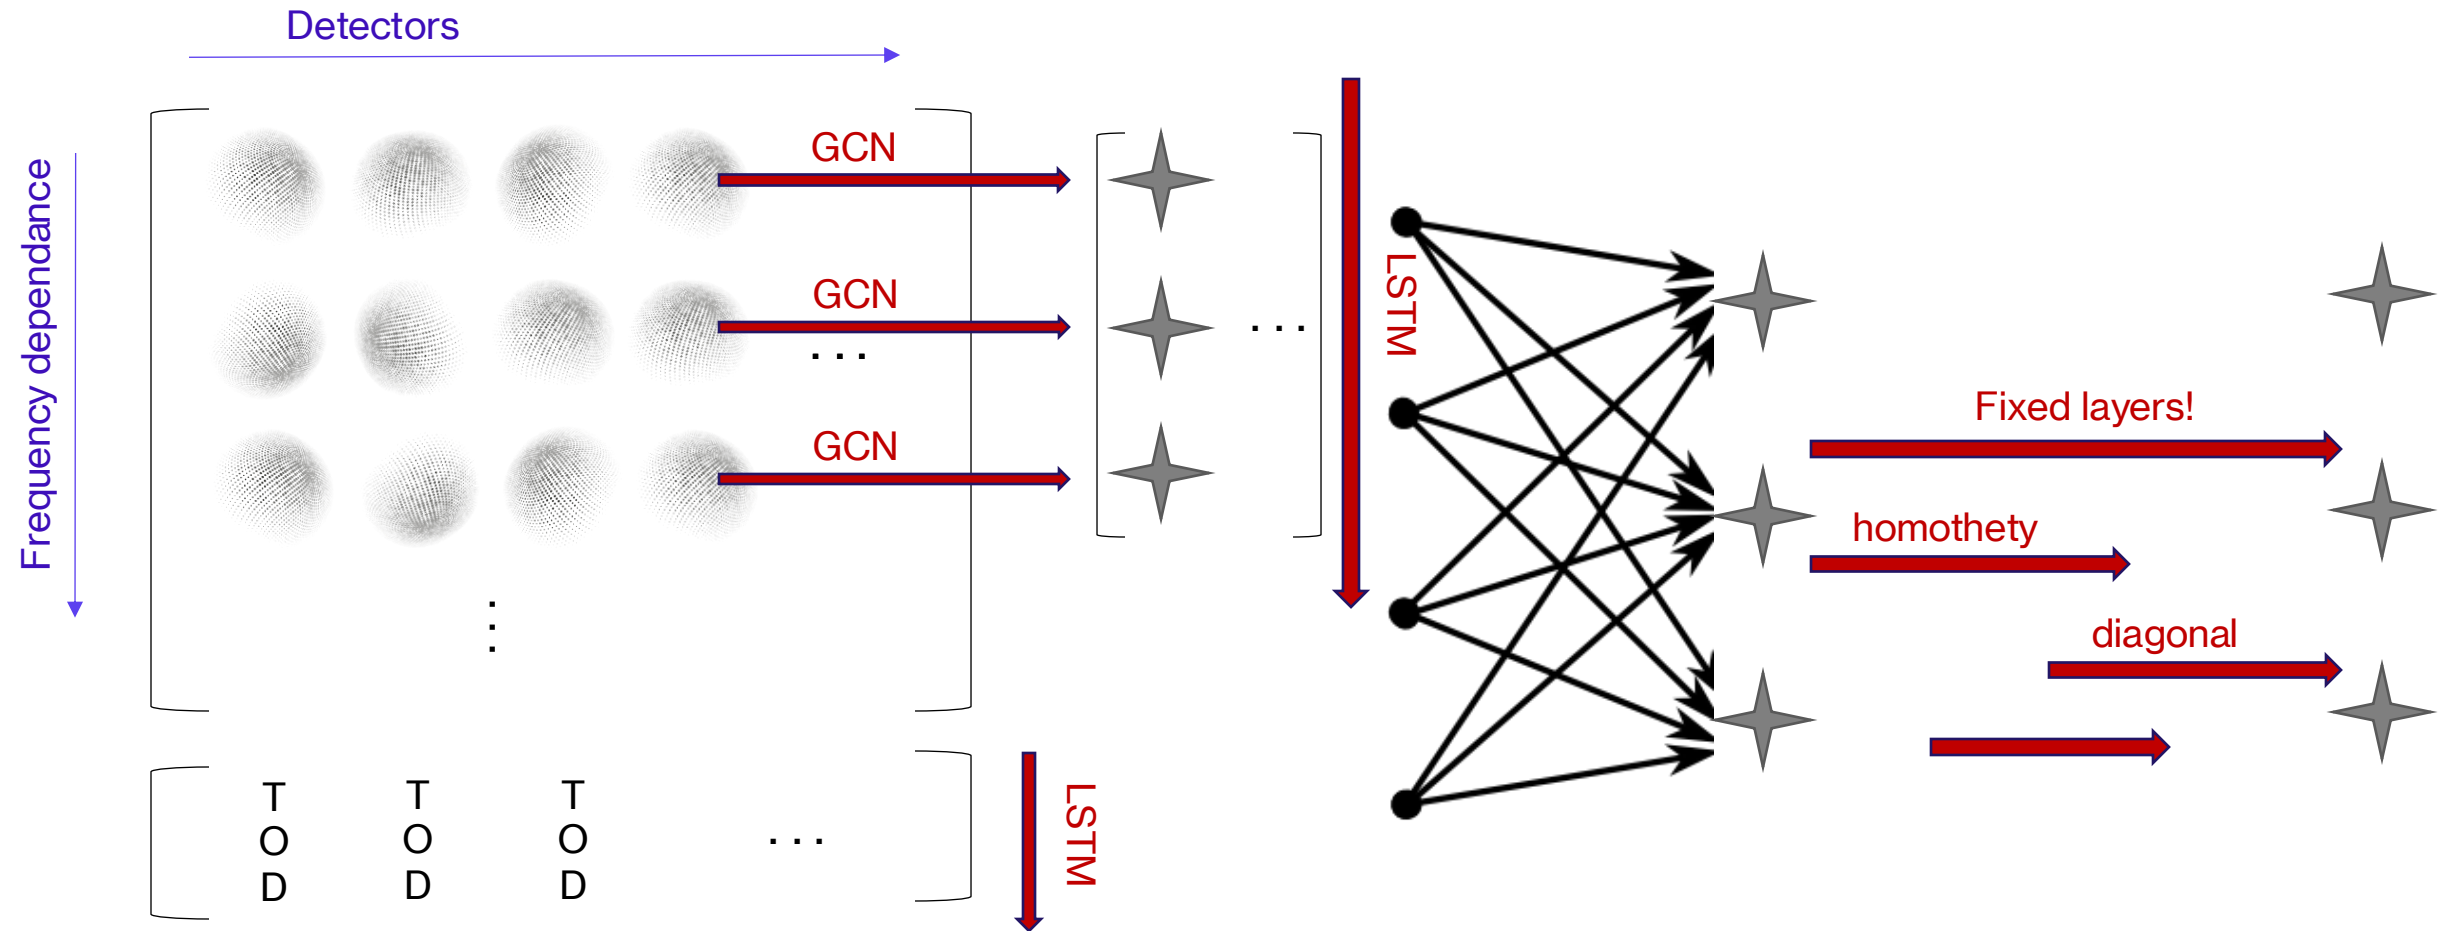 Detectors
Frequency dependance
GCN
GCN
. . .
GCN
. . .
. . .
LSTM
Fixed layers!
homothety
diagonal
T
O
D
T
O
D
T
O
D
. . .
LSTM